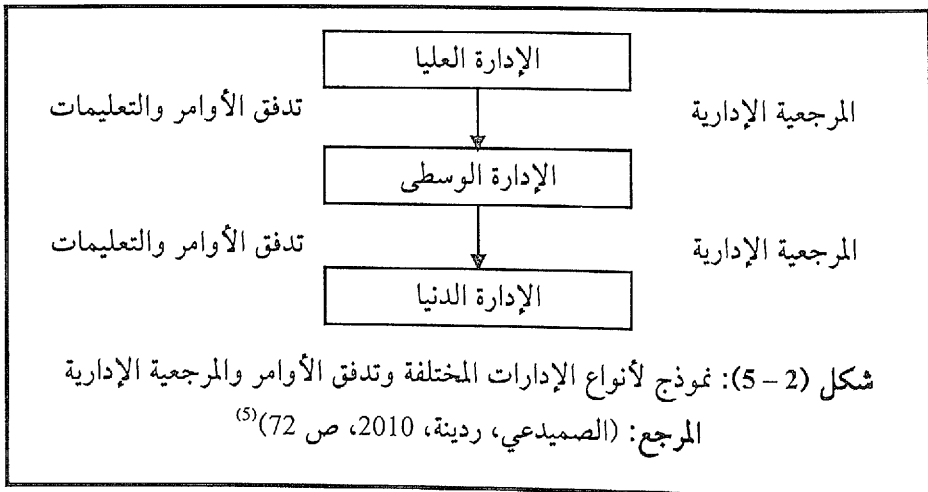 الإدارة العليا
المرجعية الإدارية تدفق الأوامر والتعليمات
الإدارة الوسطى
المرجعية الإدارية تدفق الأوامر والتعليمات
الإدارة الدنيا
شكل (2 – 5): نموذج لأنواع الإدارات المختلفة وتدفق الأوامر والمرجعية الإدارية
المرجع: (الصميدعي، ردينة، 2010، ص 72)(5)